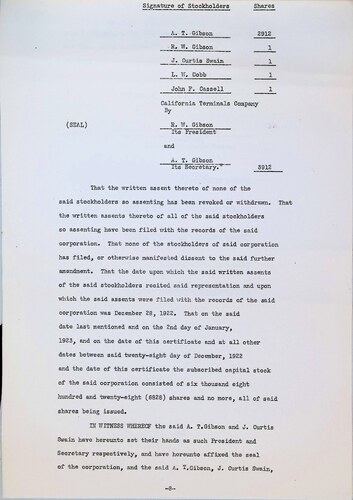 Signature of Stockholders Shares
A. T. Gibson 2912
R. W. Gibson 1
J. Curtis Swain 1
L. M. Dobb 1
John F. Cassell 1
California Terminals Company
By
(SEAL) R. W. Gibson
Its President
and
A. T. Gibson
Its Secretary." 3912
That the written assent thereto of none of the
said stockholders so assenting has been revoked or withdrawn. That
the written assents thereto of all of the said stockholders
so assenting have been filed with the records of the said
corporation. That none of the stockholders of said corporation
has filed, or otherwise manifested dissent to the said further
amendment. That the date upon which the said written assents
of the said stockholders recited said representation and upon
which the said assents were filed with the records of the said
corporation was December 28, 1922. That on the said
date last mentioned and on the 2nd day of January,
1923, and on the date of this certificate and at all other
dates between said twenty-eight day of December, 1922
and the date of this certificate the subscribed capital stock
of the said corporation consisted of six thousand eight
hundred and twenty-eight (6828) shares and no more, all of said
shares being issued.
IN WITNESS WHEREOF the said A. T.Gibson and J. Curtis
Swain have hereunto set their hands as such President and
Secretary respectively, and have hereunto affixed the seal
of the corporation, and the said A. T.Gibson, J. Curtis Swain,
-8-